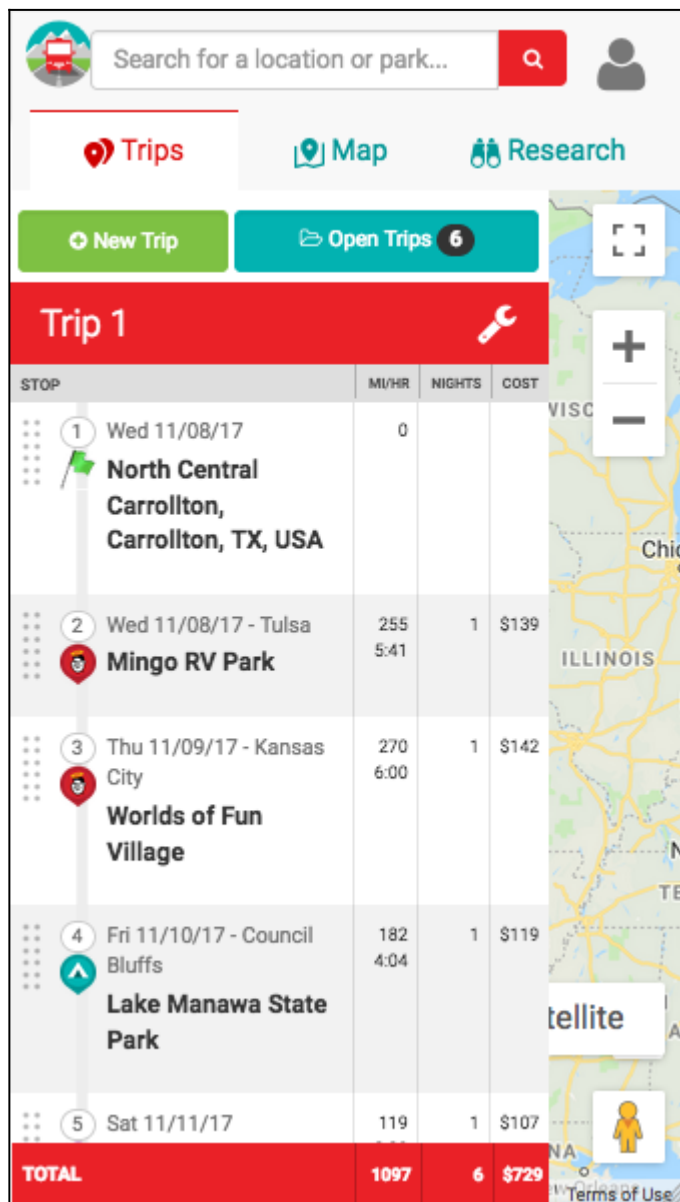 Search for a location or park...
Trips
Map
Research
New Trip
Open Trips 6
Trip 1
STOP MI/HR NIGHTS COST
1 Wed 11/08/17 0
North Central
Carrollton,
Carrollton, TX, USA
2 Wed 11/08/17 - Tulsa 255 1 $139
Mingo RV Park 5:41
3 Thu 11/09/17 - Kansas 270 1 $142
City 6:00
Worlds of Fun
Village
4 Fri 11/10/17 - Council 182 1 $119
Bluffs 4:04
Lake Manawa State
Park
5 Sat 11/11/17 119 1 $107
TOTAL 1097 6 $729
VISC
Chic
ILLINOIS
N
TE
tellite
A
NA
Terms of Use